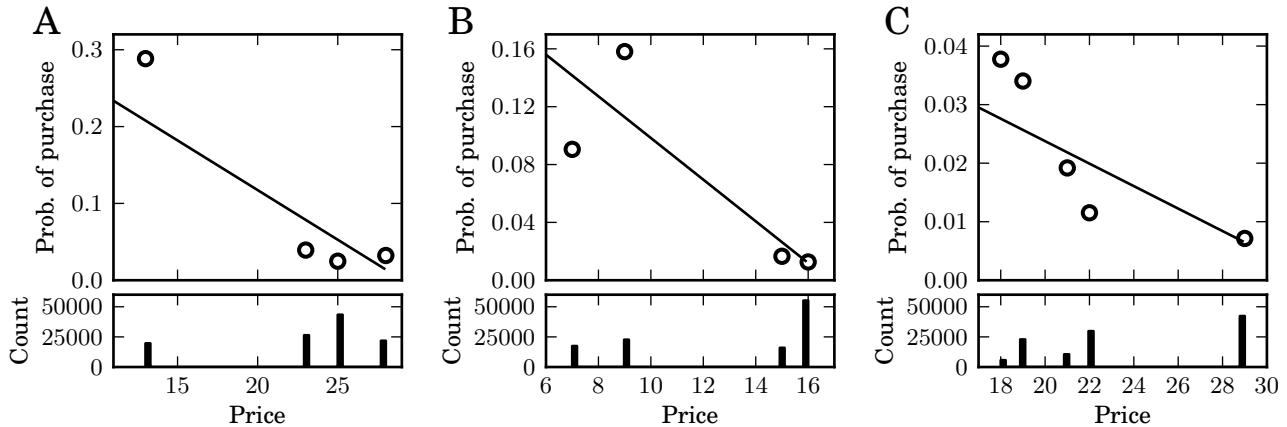 A
Prob. of purchase
0.3
0.2
0.1
0.0
Count
50000
25000
0
15 20 25
Price
B
Prob. of purchase
0.16
0.12
0.08
0.04
0.00
Count
50000
25000
0
6 8 10 12 14 16
Price
C
Prob. of purchase
0.04
0.03
0.02
0.01
0.00
Count
50000
25000
0
18 20 22 24 26 28 30
Price